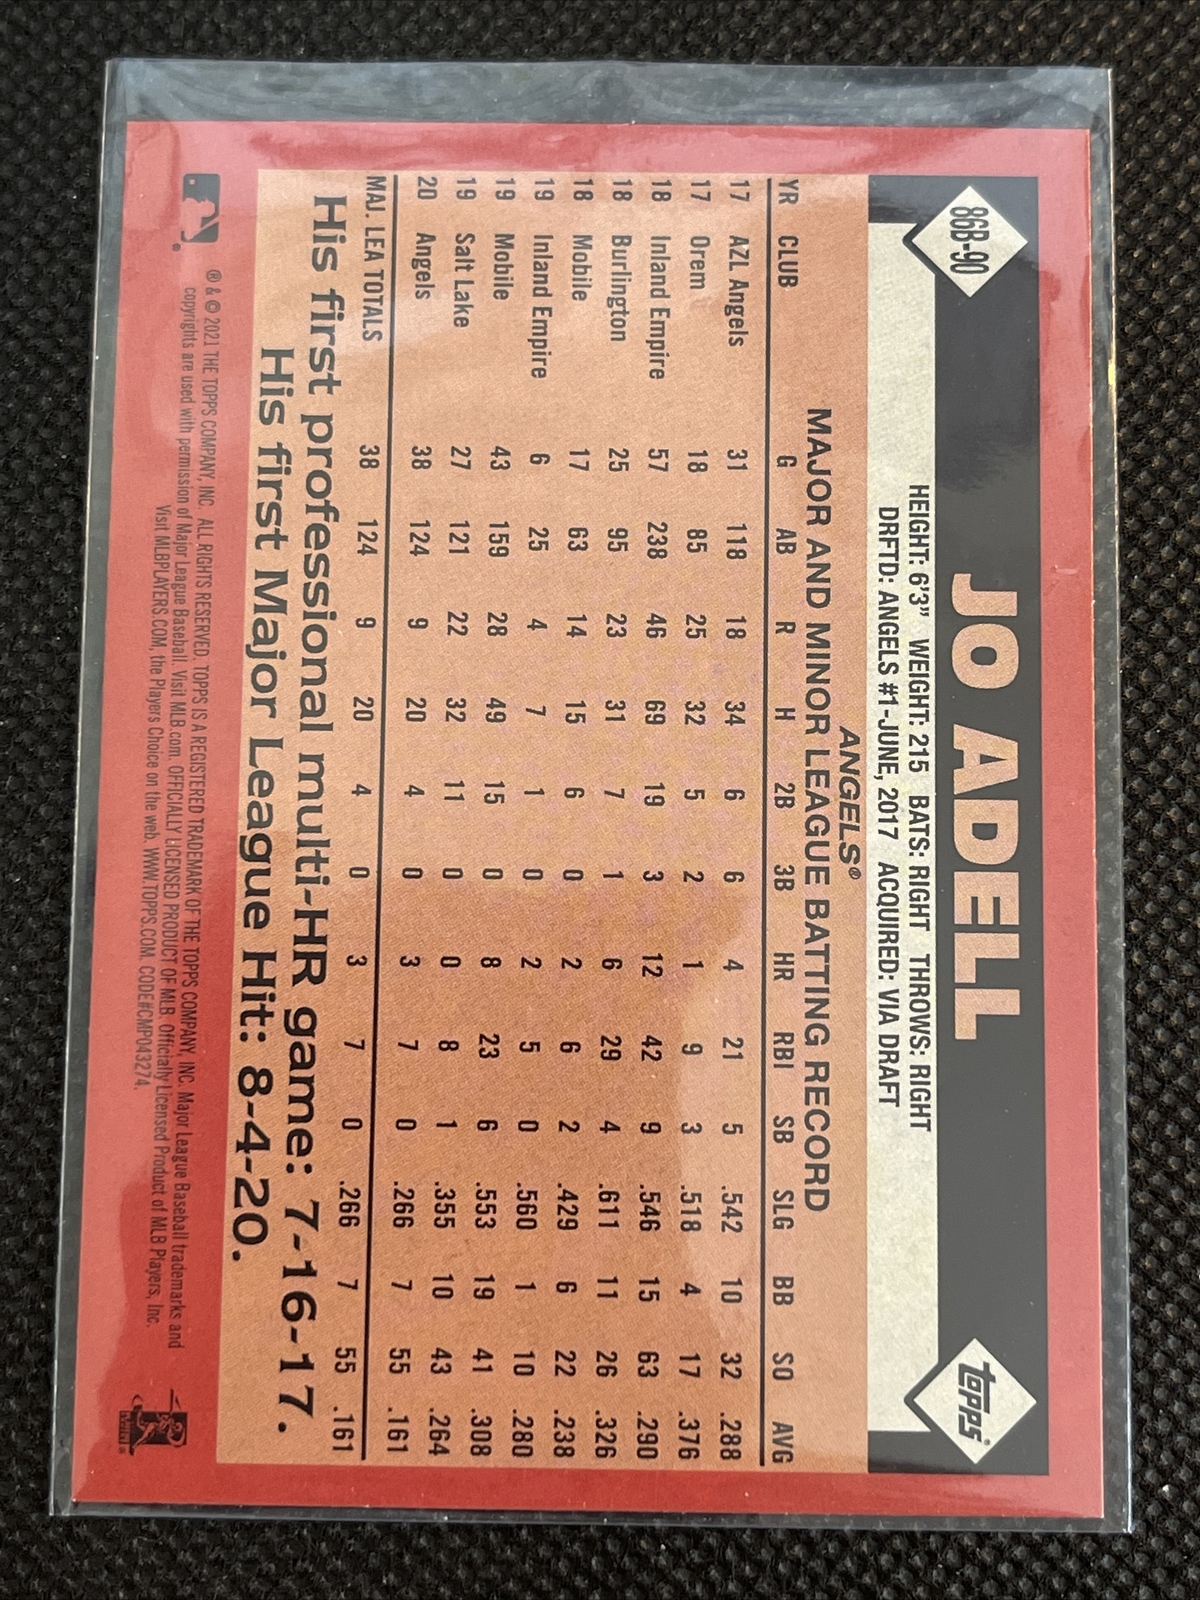 86B-90
JO ADELL
topps®
HEIGHT: 6'3" WEIGHT: 215 BATS: RIGHT THROWS: RIGHT
DRFTD: ANGELS #1-JUNE, 2017 ACQUIRED: VIA DRAFT
ANGELS®
MAJOR AND MINOR LEAGUE BATTING RECORD
YR CLUB G AB R H 2B 3B HR RBI SB SLG BB SO AVG
17 AZL Angels 31 118 18 34 6 6 4 21 5 .542 10 32 .288
17 Orem 18 85 25 32 5 2 1 9 3 .518 4 17 .376
18 Inland Empire 57 238 46 69 19 3 12 42 9 .546 15 63 .290
18 Burlington 25 95 23 31 7 1 6 29 4 .611 11 26 .326
18 Mobile 17 63 14 15 6 0 2 6 2 .429 6 22 .238
19 Inland Empire 6 25 4 7 1 0 2 5 0 .560 1 10 .280
19 Mobile 43 159 28 49 15 0 8 23 6 .553 19 41 .308
19 Salt Lake 27 121 22 32 11 0 0 8 1 .355 10 43 .264
20 Angels 38 124 9 20 4 0 3 7 0 .266 7 55 .161
MAJ. LEA TOTALS 38 124 9 20 4 0 3 7 0 .266 7 55 .161
His first professional multi-HR game: 7-16-17.
His first Major League Hit: 8-4-20.
® & © 2021 THE TOPPS COMPANY, INC. ALL RIGHTS RESERVED. TOPPS IS A REGISTERED TRADEMARK OF THE TOPPS COMPANY, INC. Major League Baseball trademarks and
copyrights are used with permission of Major League Baseball. Visit MLB.com. OFFICIALLY LICENSED PRODUCT OF MLB. Officially Licensed Product of MLB Players, Inc.
Visit MLBPLAYERS.COM, the Players Choice on the web. WWW.TOPPS.COM. CODE#CMP043274.